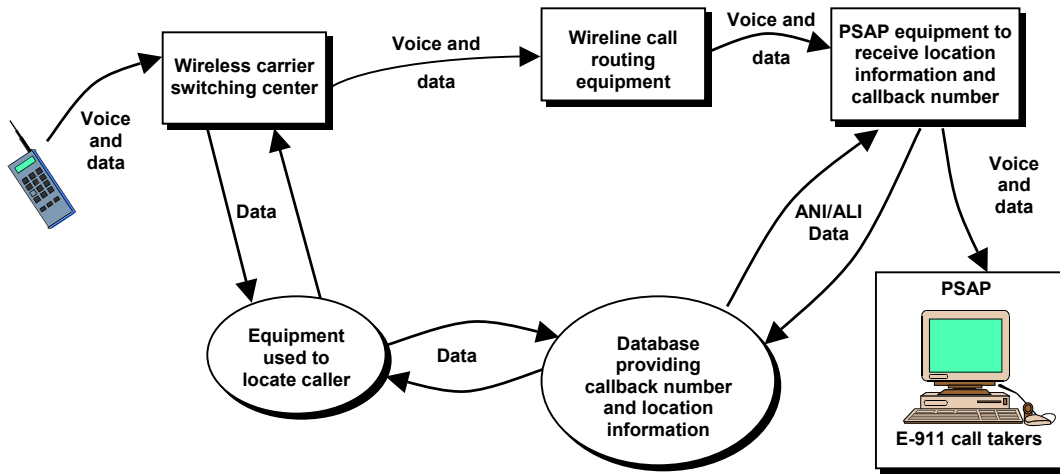 Wireless carrier
switching center
Voice and
data
Wireline call
routing
equipment
Voice and
data
PSAP equipment to
receive location
information and
callback number
Voice
and
data
Data
ANI/ALI
Data
Voice
and
data
Equipment
used to
locate caller
Data
Database
providing
callback number
and location
information
PSAP
E-911 call takers